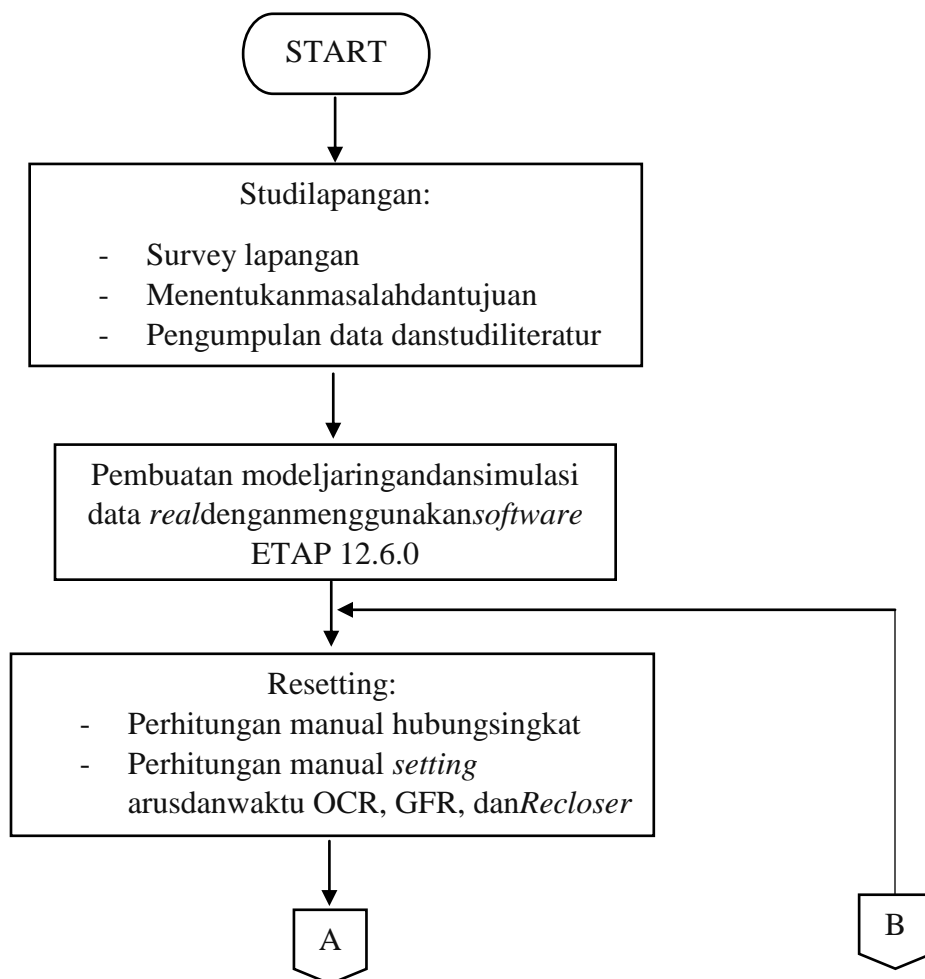 START
Studilapangan:
- Survey lapangan
- Menentukanmasalahdantujuan
- Pengumpulan data danstudiliteratur
Pembuatan modeljaringandansimulasi
data realdenganmenggunakansoftware
ETAP 12.6.0
Resetting:
- Perhitungan manual hubungsingkat
- Perhitungan manual setting
arusdanwaktu OCR, GFR, danRecloser
A
B